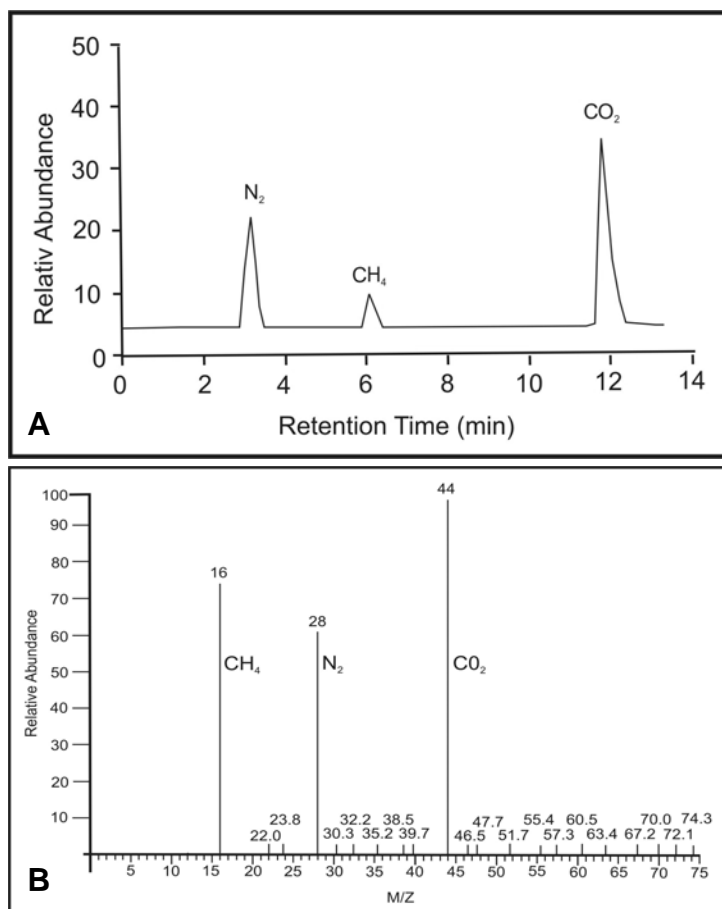 50
40
30
20
10
0
Relativ Abundance
N₂
CH₄
CO₂
0 2 4 6 8 10 12 14
Retention Time (min)
A
100
90
80
70
60
50
40
30
20
10
Relative Abundance
44
16
28
CH₄ N₂ C0₂
23.8 32.2 38.5 47.7 55.4 60.5 70.0 74.3
22.0 30.3 35.2 39.7 46.5 51.7 57.3 63.4 67.2 72.1
5 10 15 20 25 30 35 40 45 50 55 60 65 70 75
M/Z
B